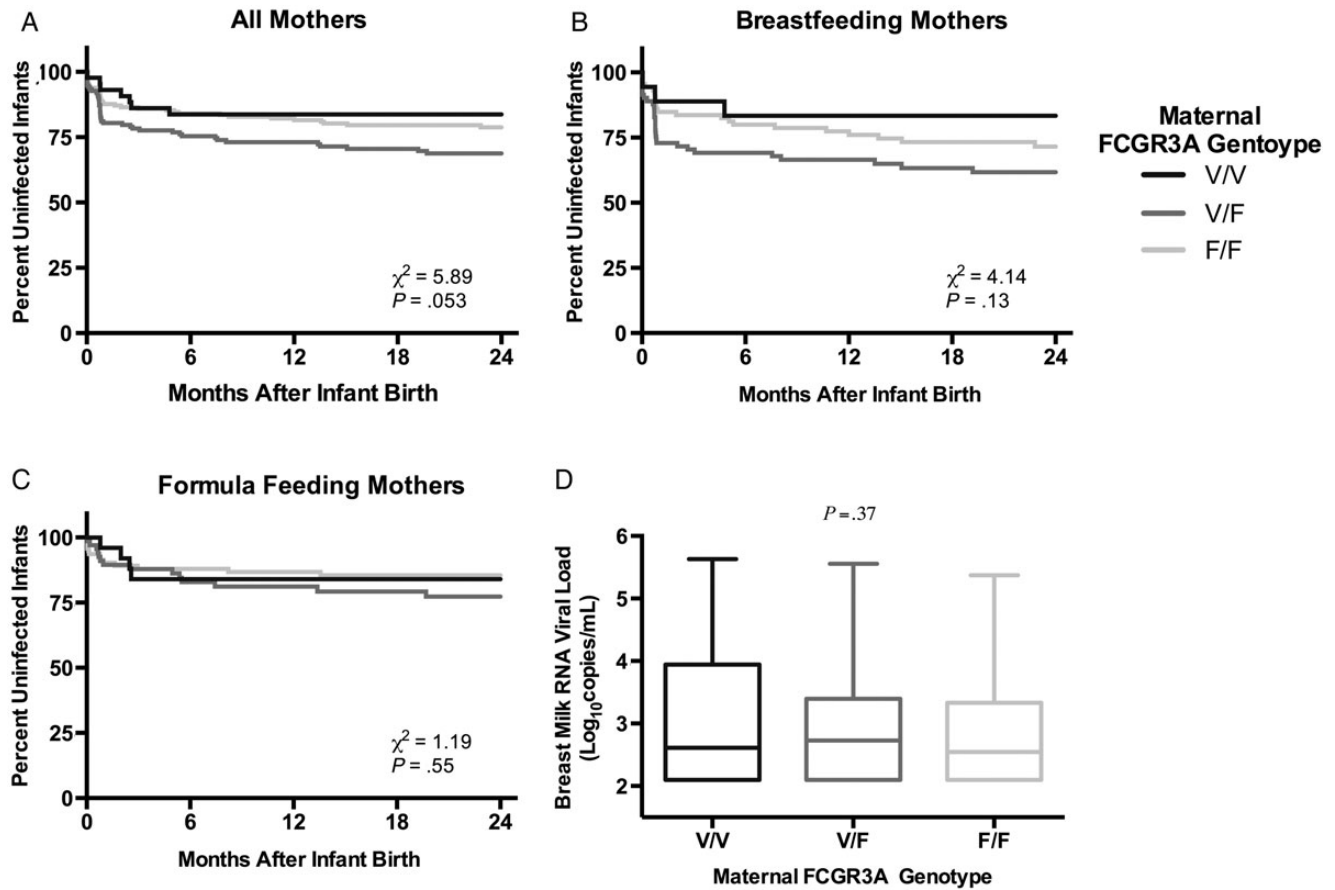 A
All Mothers
Percent Uninfected Infants
100
75
50
25
0
χ² = 5.89
P = .053
0 6 12 18 24
Months After Infant Birth
B
Breastfeeding Mothers
Percent Uninfected Infants
100
75
50
25
0
χ² = 4.14
P = .13
0 6 12 18 24
Months After Infant Birth
Maternal
FCGR3A Gentoype
V/V
V/F
F/F
C
Formula Feeding Mothers
Percent Uninfected Infants
100
75
50
25
0
χ² = 1.19
P = .55
0 6 12 18 24
Months After Infant Birth
D
P = .37
Breast Milk RNA Viral Load
(Log₁₀copies/mL)
6
5
4
3
2
V/V V/F F/F
Maternal FCGR3A Genotype